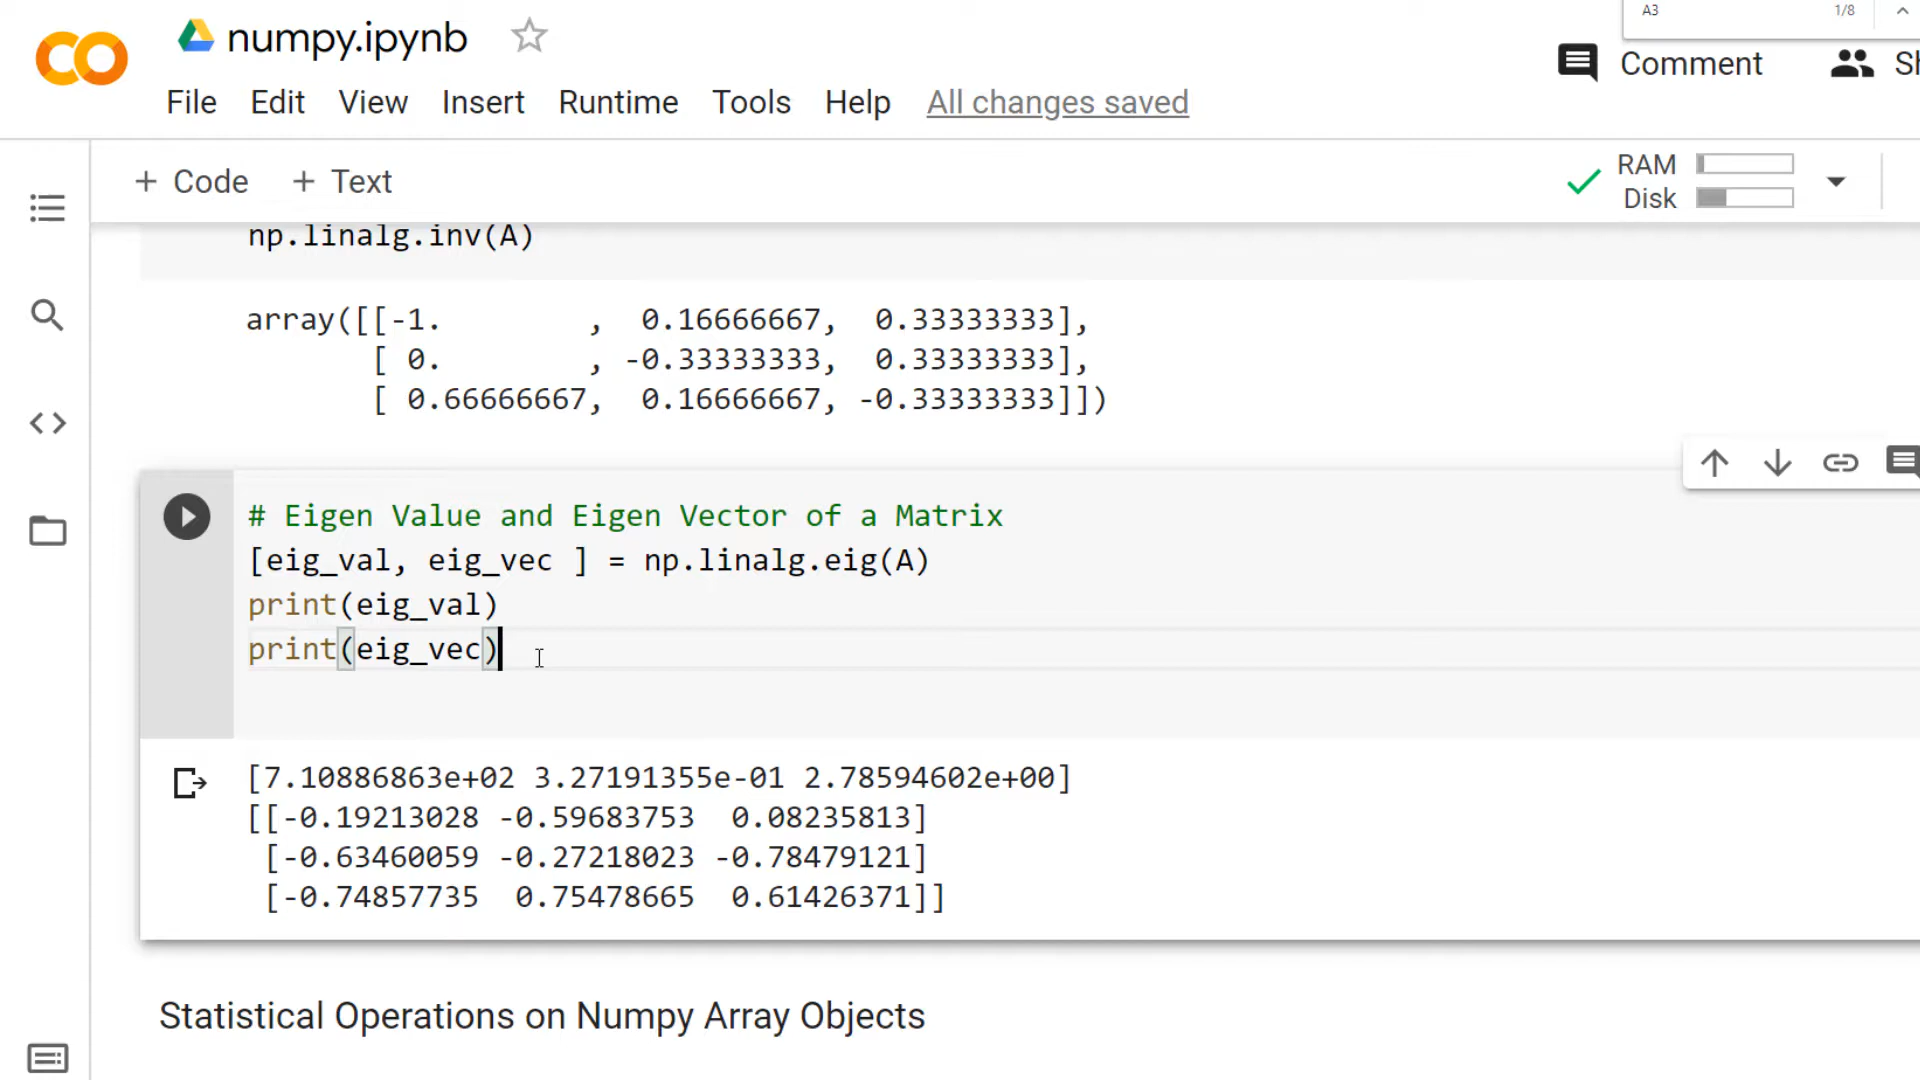 A3 1/8
numpy.ipynb
Comment Sh
File Edit View Insert Runtime Tools Help All changes saved
+ Code + Text
RAM
Disk
np.linalg.inv(A)
array([[-1.        ,  0.16666667,  0.33333333],
       [ 0.        , -0.33333333,  0.33333333],
       [ 0.66666667,  0.16666667, -0.33333333]])
# Eigen Value and Eigen Vector of a Matrix
[eig_val, eig_vec ] = np.linalg.eig(A)
print(eig_val)
print(eig_vec)
[7.10886863e+02 3.27191355e-01 2.78594602e+00]
[[-0.19213028 -0.59683753  0.08235813]
 [-0.63460059 -0.27218023 -0.78479121]
 [-0.74857735  0.75478665  0.61426371]]
Statistical Operations on Numpy Array Objects